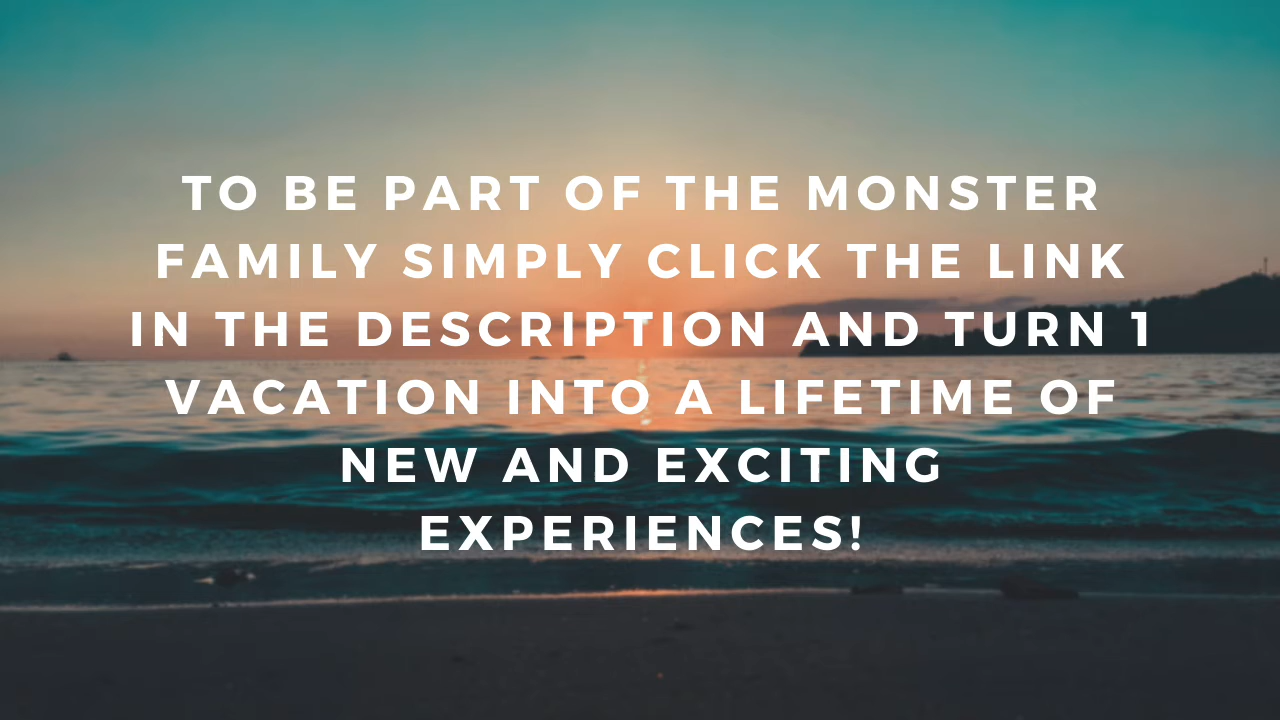 TO BE PART OF THE MONSTER
FAMILY SIMPLY CLICK THE LINK
IN THE DESCRIPTION AND TURN 1
VACATION INTO A LIFETIME OF
NEW AND EXCITING
EXPERIENCES!